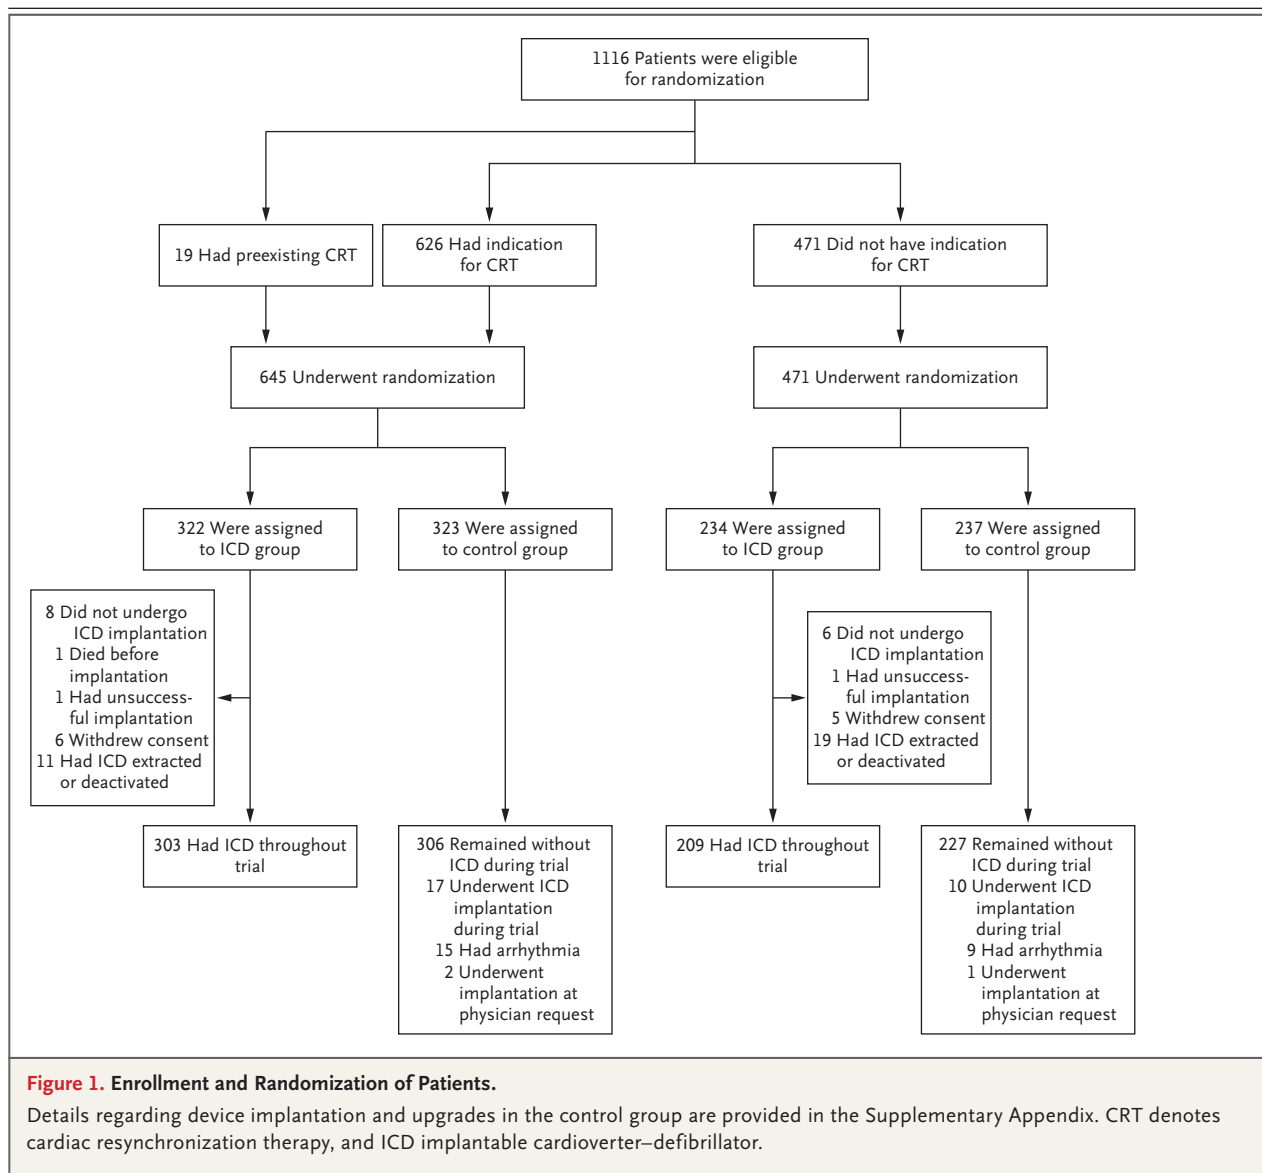 1116 Patients were eligible
for randomization
19 Had preexisting CRT
626 Had indication
for CRT
471 Did not have indication
for CRT
645 Underwent randomization
471 Underwent randomization
322 Were assigned
to ICD group
323 Were assigned
to control group
234 Were assigned
to ICD group
237 Were assigned
to control group
8 Did not undergo
ICD implantation
1 Died before
implantation
1 Had unsuccess-
ful implantation
6 Withdrew consent
11 Had ICD extracted
or deactivated
6 Did not undergo
ICD implantation
1 Had unsuccess-
ful implantation
5 Withdrew consent
19 Had ICD extracted
or deactivated
303 Had ICD throughout
trial
306 Remained without
ICD during trial
17 Underwent ICD
implantation
during trial
15 Had arrhythmia
2 Underwent
implantation at
physician request
209 Had ICD throughout
trial
227 Remained without
ICD during trial
10 Underwent ICD
implantation
during trial
9 Had arrhythmia
1 Underwent
implantation at
physician request
Figure 1. Enrollment and Randomization of Patients.
Details regarding device implantation and upgrades in the control group are provided in the Supplementary Appendix. CRT denotes
cardiac resynchronization therapy, and ICD implantable cardioverter–defibrillator.